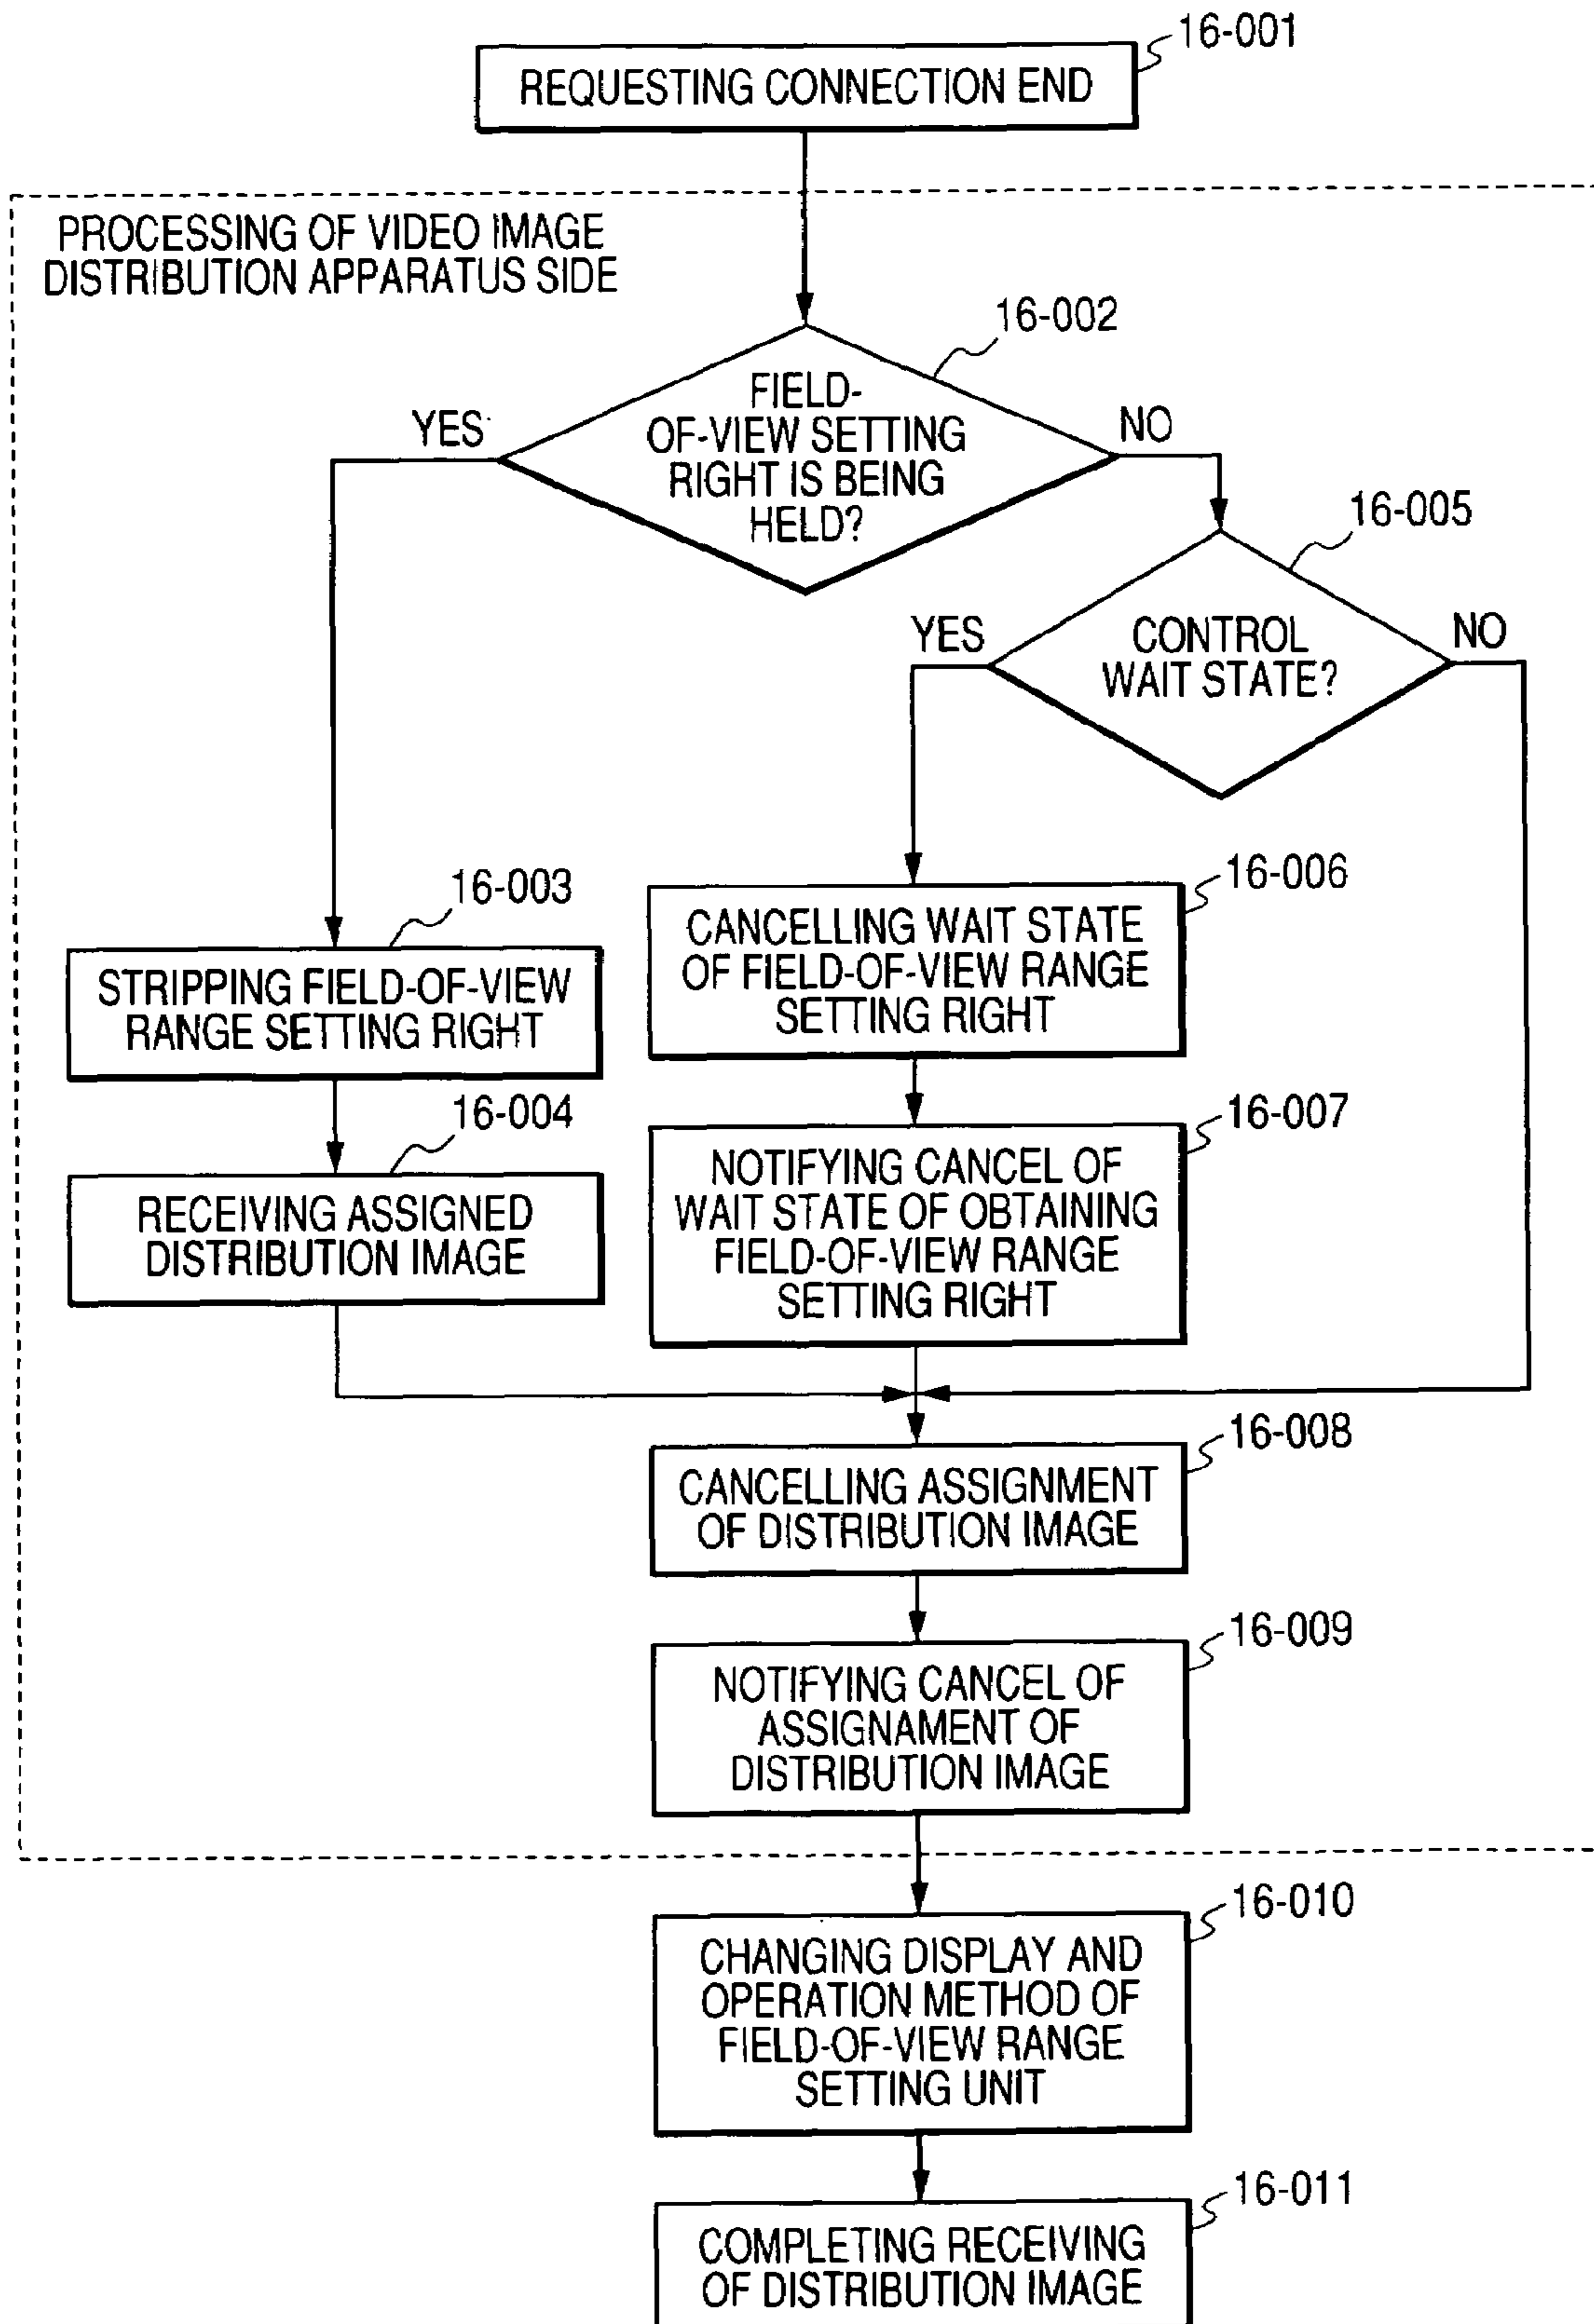 16-001
REQUESTING CONNECTION END
PROCESSING OF VIDEO IMAGE
DISTRIBUTION APPARATUS SIDE
16-002
FIELD-
OF-VIEW SETTING
RIGHT IS BEING
HELD?
YES
NO
16-005
CONTROL
WAIT STATE?
YES
NO
16-003
STRIPPING FIELD-OF-VIEW
RANGE SETTING RIGHT
16-006
CANCELLING WAIT STATE
OF FIELD-OF-VIEW RANGE
SETTING RIGHT
16-004
RECEIVING ASSIGNED
DISTRIBUTION IMAGE
16-007
NOTIFYING CANCEL OF
WAIT STATE OF OBTAINING
FIELD-OF-VIEW RANGE
SETTING RIGHT
16-008
CANCELLING ASSIGNMENT
OF DISTRIBUTION IMAGE
16-009
NOTIFYING CANCEL OF
ASSIGNAMENT OF
DISTRIBUTION IMAGE
16-010
CHANGING DISPLAY AND
OPERATION METHOD OF
FIELD-OF-VIEW RANGE
SETTING UNIT
16-011
COMPLETING RECEIVING
OF DISTRIBUTION IMAGE